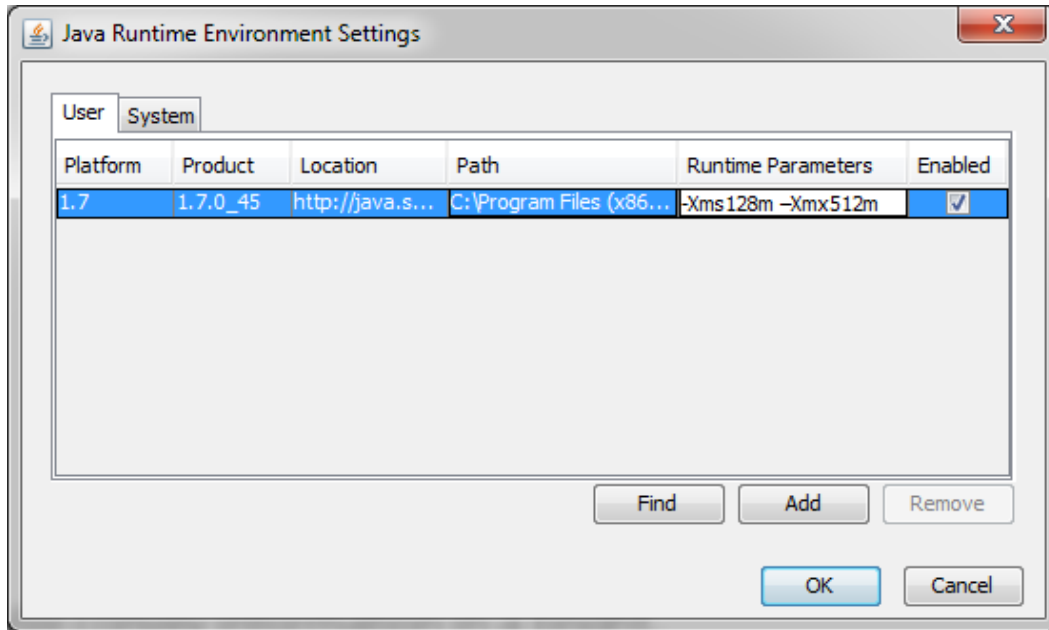 Java Runtime Environment Settings
User System
Platform Product Location Path Runtime Parameters Enabled
1.7 1.7.0_45 http://java.s... C:\Program Files (x86... -Xms128m –Xmx512m
Find Add Remove
OK Cancel